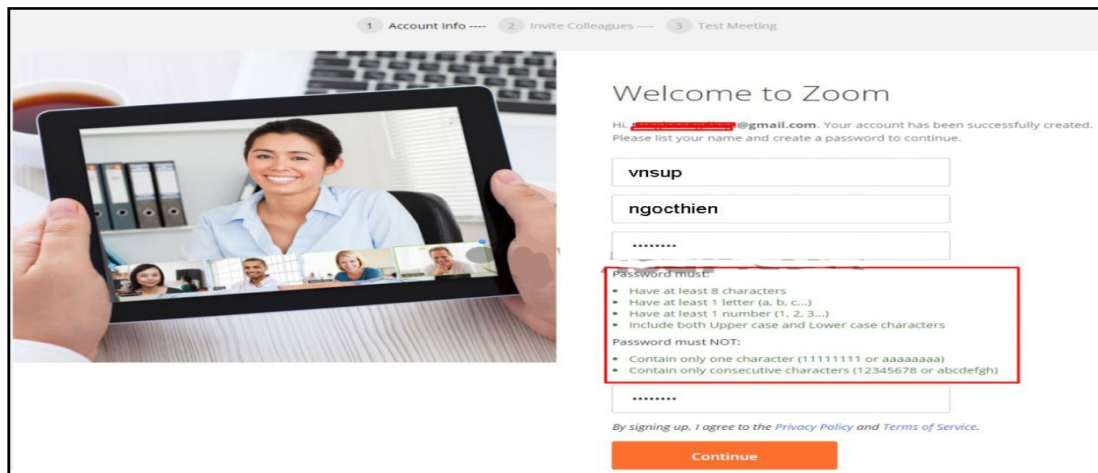 1 Account Info ---- 2 Invite Colleagues ---- 3 Test Meeting
Welcome to Zoom
Hi, @gmail.com. Your account has been successfully created.
Please list your name and create a password to continue.
vnsup
ngocthien
••••••••
Password must:
• Have at least 8 characters
• Have at least 1 letter (a, b, c...)
• Have at least 1 number (1, 2, 3...)
• Include both Upper case and Lower case characters
Password must NOT:
• Contain only one character (11111111 or aaaaaaaa)
• Contain only consecutive characters (12345678 or abcdefgh)
••••••••
By signing up, I agree to the Privacy Policy and Terms of Service.
Continue